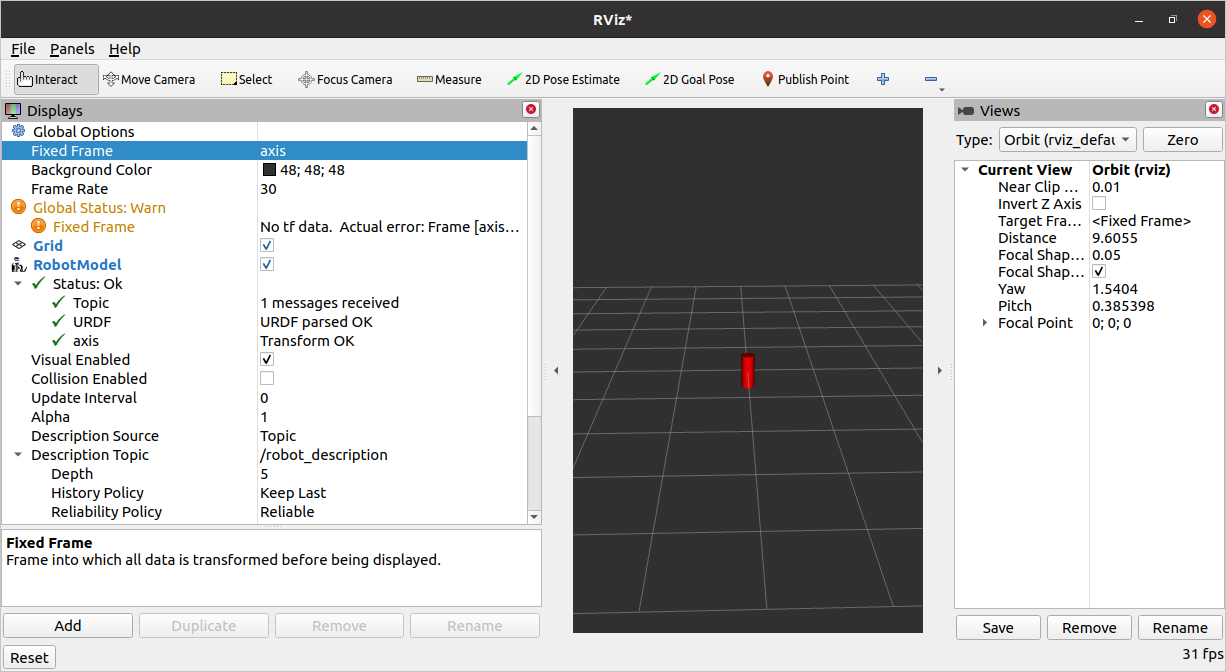 RViz*
File Panels Help
Interact Move Camera Select Focus Camera Measure 2D Pose Estimate 2D Goal Pose Publish Point
Displays
Global Options
Fixed Frame axis
Background Color 48; 48; 48
Frame Rate 30
Global Status: Warn
Fixed Frame No tf data. Actual error: Frame [axis...
Grid
RobotModel
Status: Ok
Topic 1 messages received
URDF URDF parsed OK
axis Transform OK
Visual Enabled
Collision Enabled
Update Interval 0
Alpha 1
Description Source Topic
Description Topic /robot_description
Depth 5
History Policy Keep Last
Reliability Policy Reliable
Fixed Frame
Frame into which all data is transformed before being displayed.
Add Duplicate Remove Rename
Reset
Views
Type: Orbit (rviz_defau Zero
Current View Orbit (rviz)
Near Clip ... 0.01
Invert Z Axis
Target Fra... <Fixed Frame>
Distance 9.6055
Focal Shap... 0.05
Focal Shap...
Yaw 1.5404
Pitch 0.385398
Focal Point 0; 0; 0
Save Remove Rename
31 fps